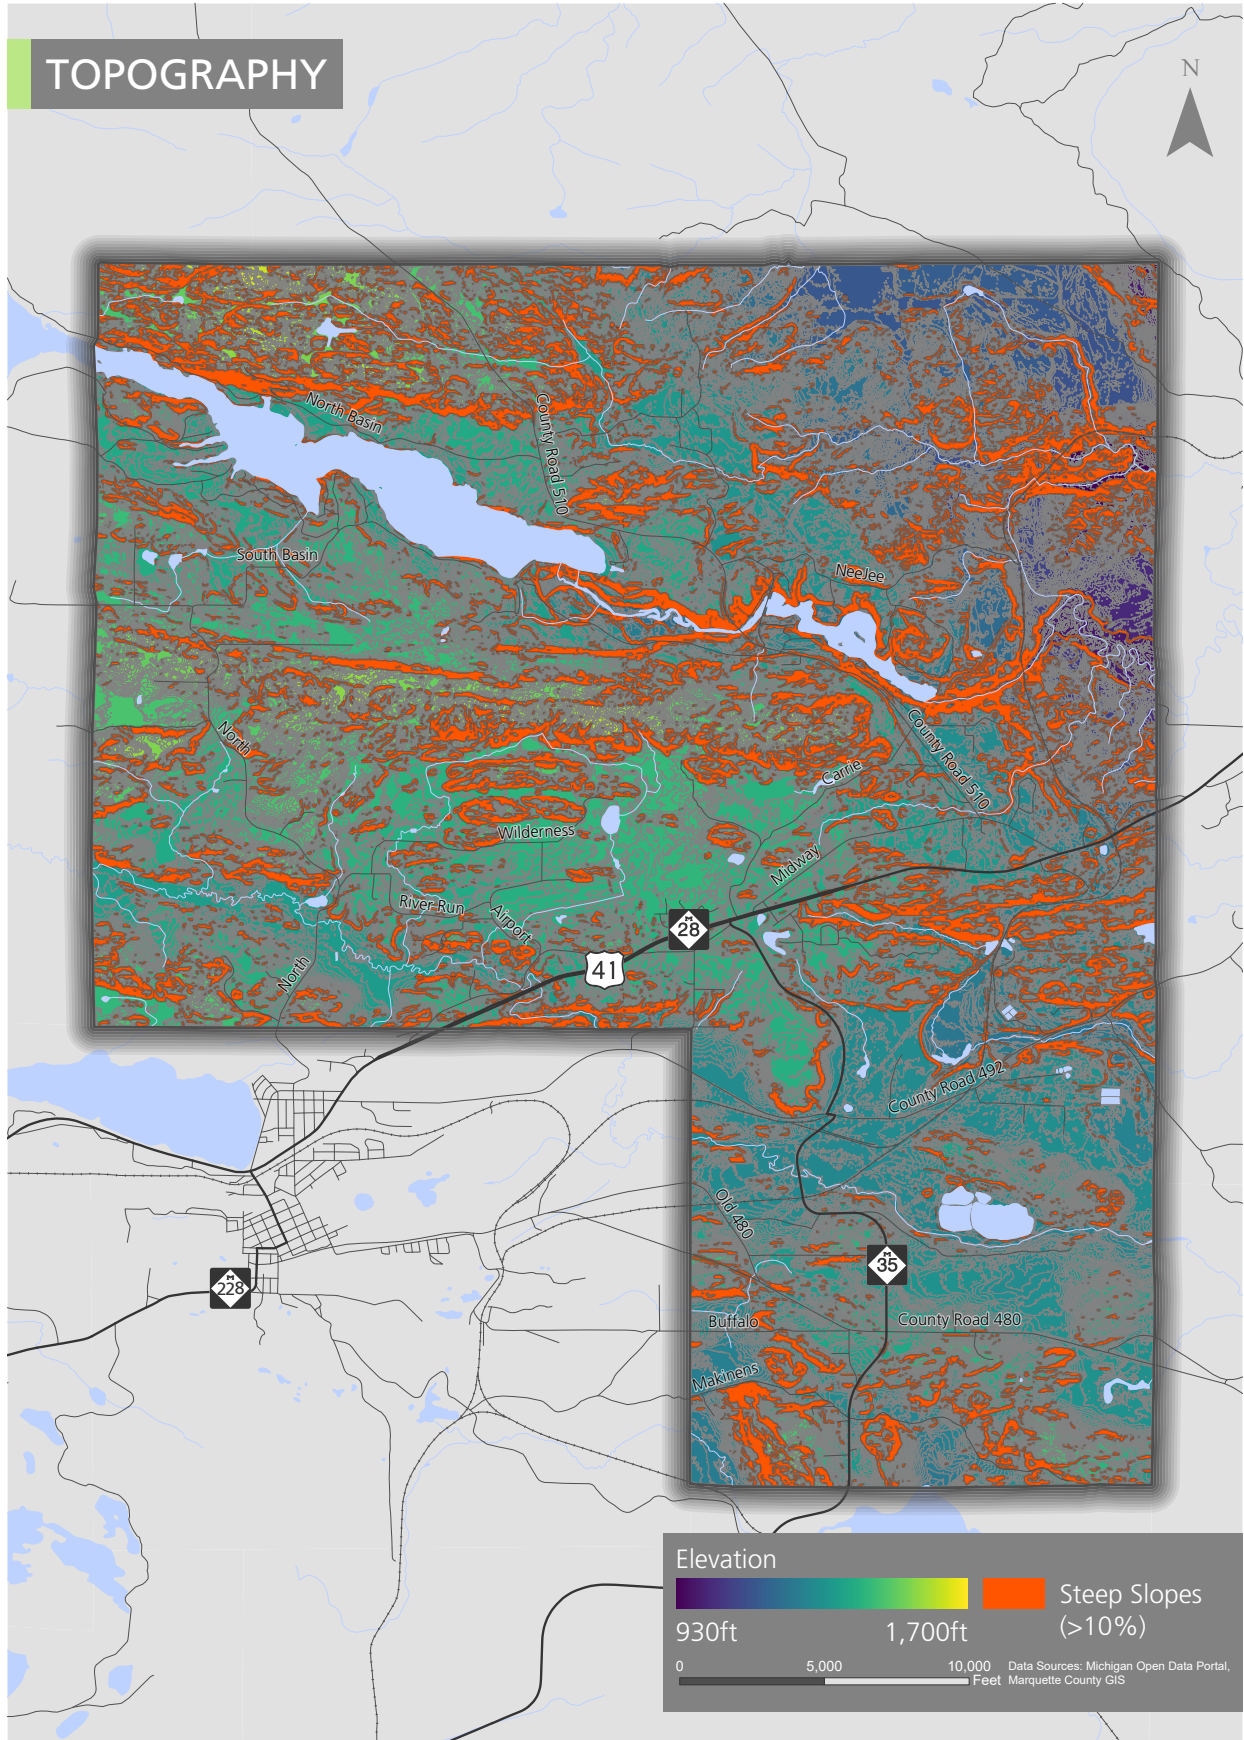 TOPOGRAPHY
N
North Basin
County Road 510
South Basin
NeeJee
North
County Road 510
Carrie
Wilderness
Midway
River Run
Airport
M
28
41
North
County Road 492
Old 480
M
35
M
228
Buffalo
County Road 480
Makinens
Elevation
930ft
1,700ft
Steep Slopes
(>10%)
0
5,000
10,000
Feet
Data Sources: Michigan Open Data Portal,
Marquette County GIS